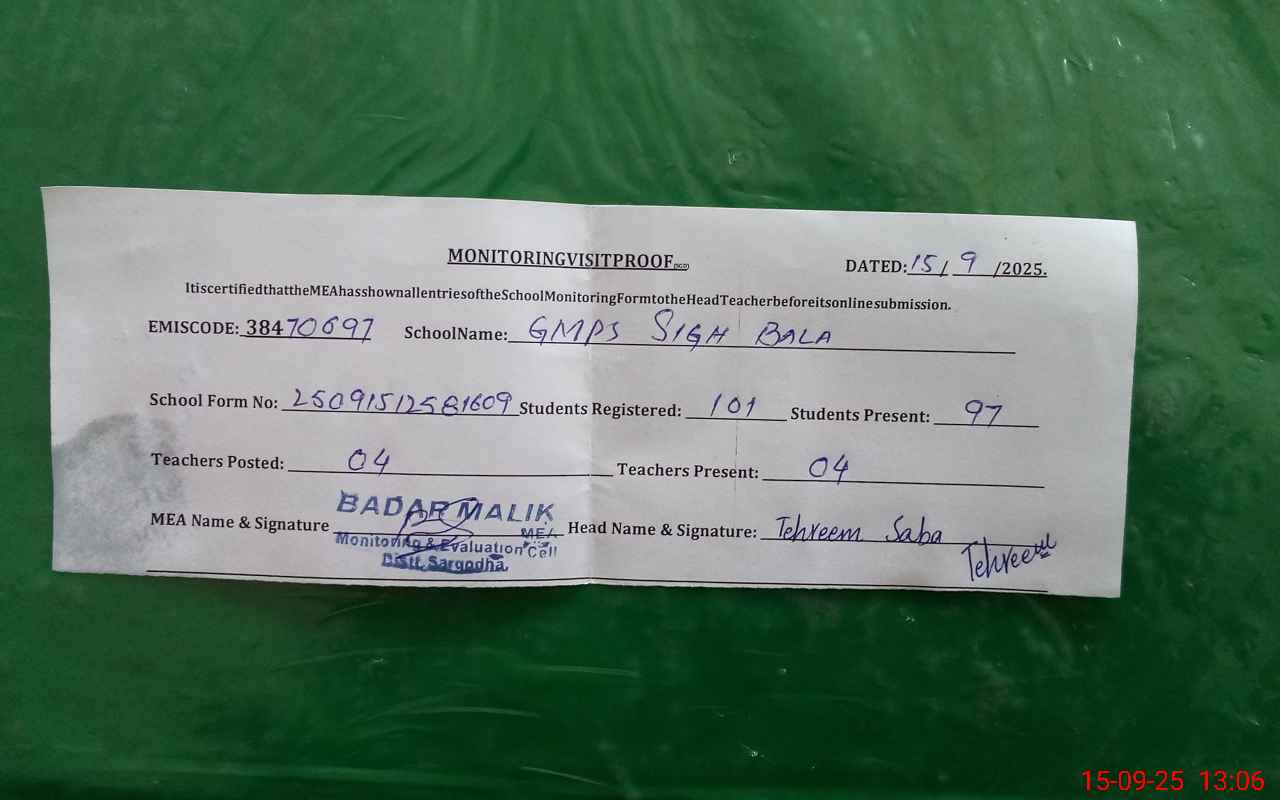 MONITORINGVISITPROOF(SGD) DATED:15/9/2025.
ItiscertifiedthattheMEAhasshownallentriesoftheSchoolMonitoringFormtotheHeadTeacherbeforeitsonlinesubmission.
EMISCODE: 38470697 SchoolName: GMPS SIGH BALA
School Form No: 25091512581609 Students Registered: 101 Students Present: 97
Teachers Posted: 04 Teachers Present: 04
BADAR MALIK
MEA Name & Signature MEA Head Name & Signature: Tehreem Saba
Monitoring & Evaluation Cell
Distt. Sargodha.
Tehreem
15-09-25 13:06